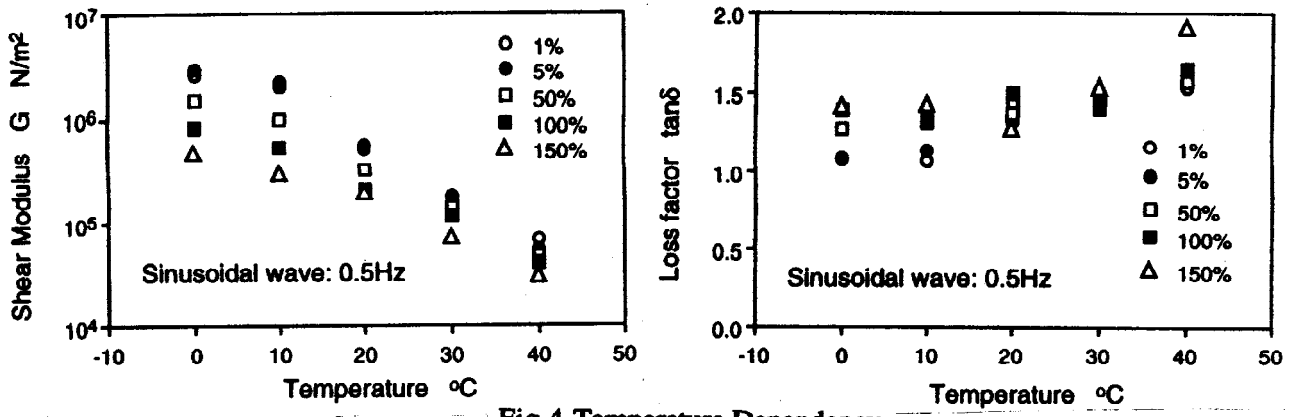 Shear Modulus G N/m²
10⁷
10⁶
10⁵
10⁴
1%
5%
50%
100%
150%
Sinusoidal wave: 0.5Hz
-10 0 10 20 30 40 50
Temperature °C
Loss factor tanδ
2.0
1.5
1.0
0.5
0.0
1%
5%
50%
100%
150%
Sinusoidal wave: 0.5Hz
-10 0 10 20 30 40 50
Temperature °C
Fig.4 Temperature Dependency